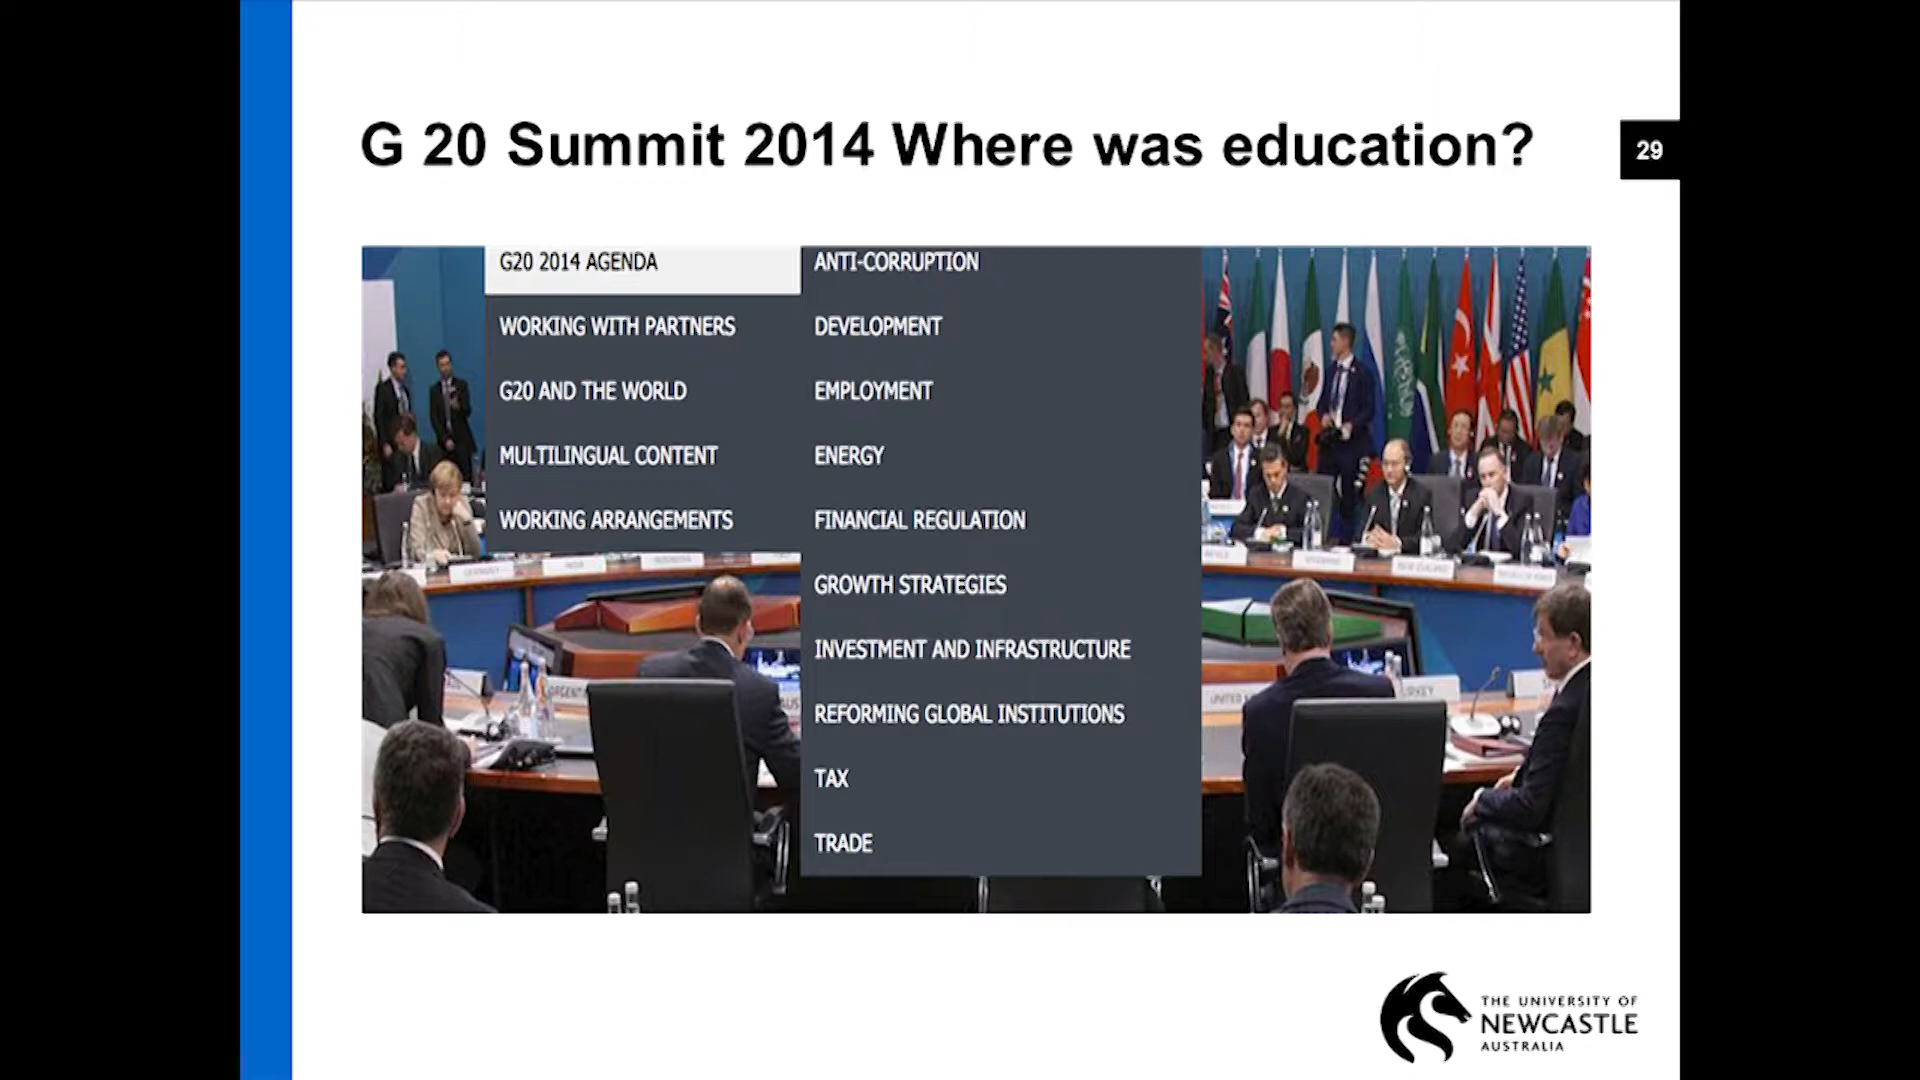 G 20 Summit 2014 Where was education?
29
G20 2014 AGENDA
WORKING WITH PARTNERS
G20 AND THE WORLD
MULTILINGUAL CONTENT
WORKING ARRANGEMENTS
ANTI-CORRUPTION
DEVELOPMENT
EMPLOYMENT
ENERGY
FINANCIAL REGULATION
GROWTH STRATEGIES
INVESTMENT AND INFRASTRUCTURE
REFORMING GLOBAL INSTITUTIONS
TAX
TRADE
THE UNIVERSITY OF
NEWCASTLE
AUSTRALIA